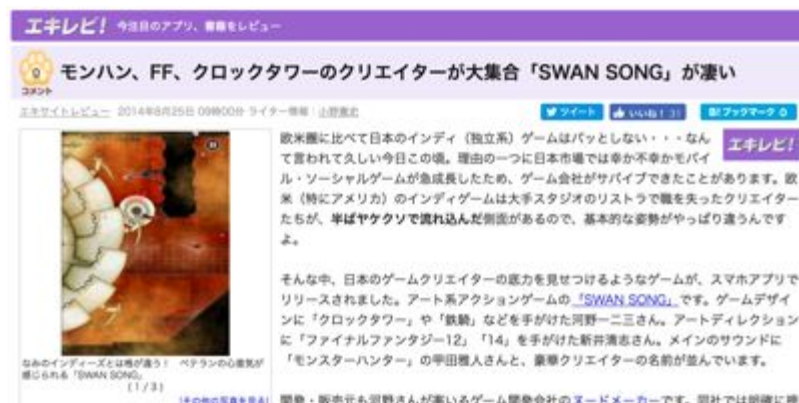 エキレビ! 今注目のアプリ、書籍をレビュー
0
コメント
モンハン、FF、クロックタワーのクリエイターが大集合「SWAN SONG」が凄い
エキサイトレビュー 2014年8月25日 09時00分 ライター情報:小野憲史
ツイート いいね! 31 B!ブックマーク 0
欧米圏に比べて日本のインディ(独立系)ゲームはパッとしない・・・なん
て言われて久しい今日この頃。理由の一つに日本市場では幸か不幸かモバイ
エキレビ!
ル・ソーシャルゲームが急成長したため、ゲーム会社がサバイブできたことがあります。欧
米(特にアメリカ)のインディゲームは大手スタジオのリストラで職を失ったクリエイター
たちが、半ばヤケクソで流れ込んだ側面があるので、基本的な姿勢がやっぱり違うんです
よ。
そんな中、日本のゲームクリエイターの底力を見せつけるようなゲームが、スマホアプリで
リリースされました。アート系アクションゲームの「SWAN SONG」です。ゲームデザイ
ンに「クロックタワー」や「鉄騎」などを手がけた河野一二三さん。アートディレクション
に「ファイナルファンタジー12」「14」を手がけた新井清志さん。メインのサウンドに
「モンスターハンター」の甲田雅人さんと、豪華クリエイターの名前が並んでいます。
なみのインディーズとは格が違う! ベテランの心意気が
感じられる「SWAN SONG」
(1/3)
[その他の写真を見る]
開発・販売元も河野さんが率いるゲーム開発会社のヌードメーカーです。同社では明確に